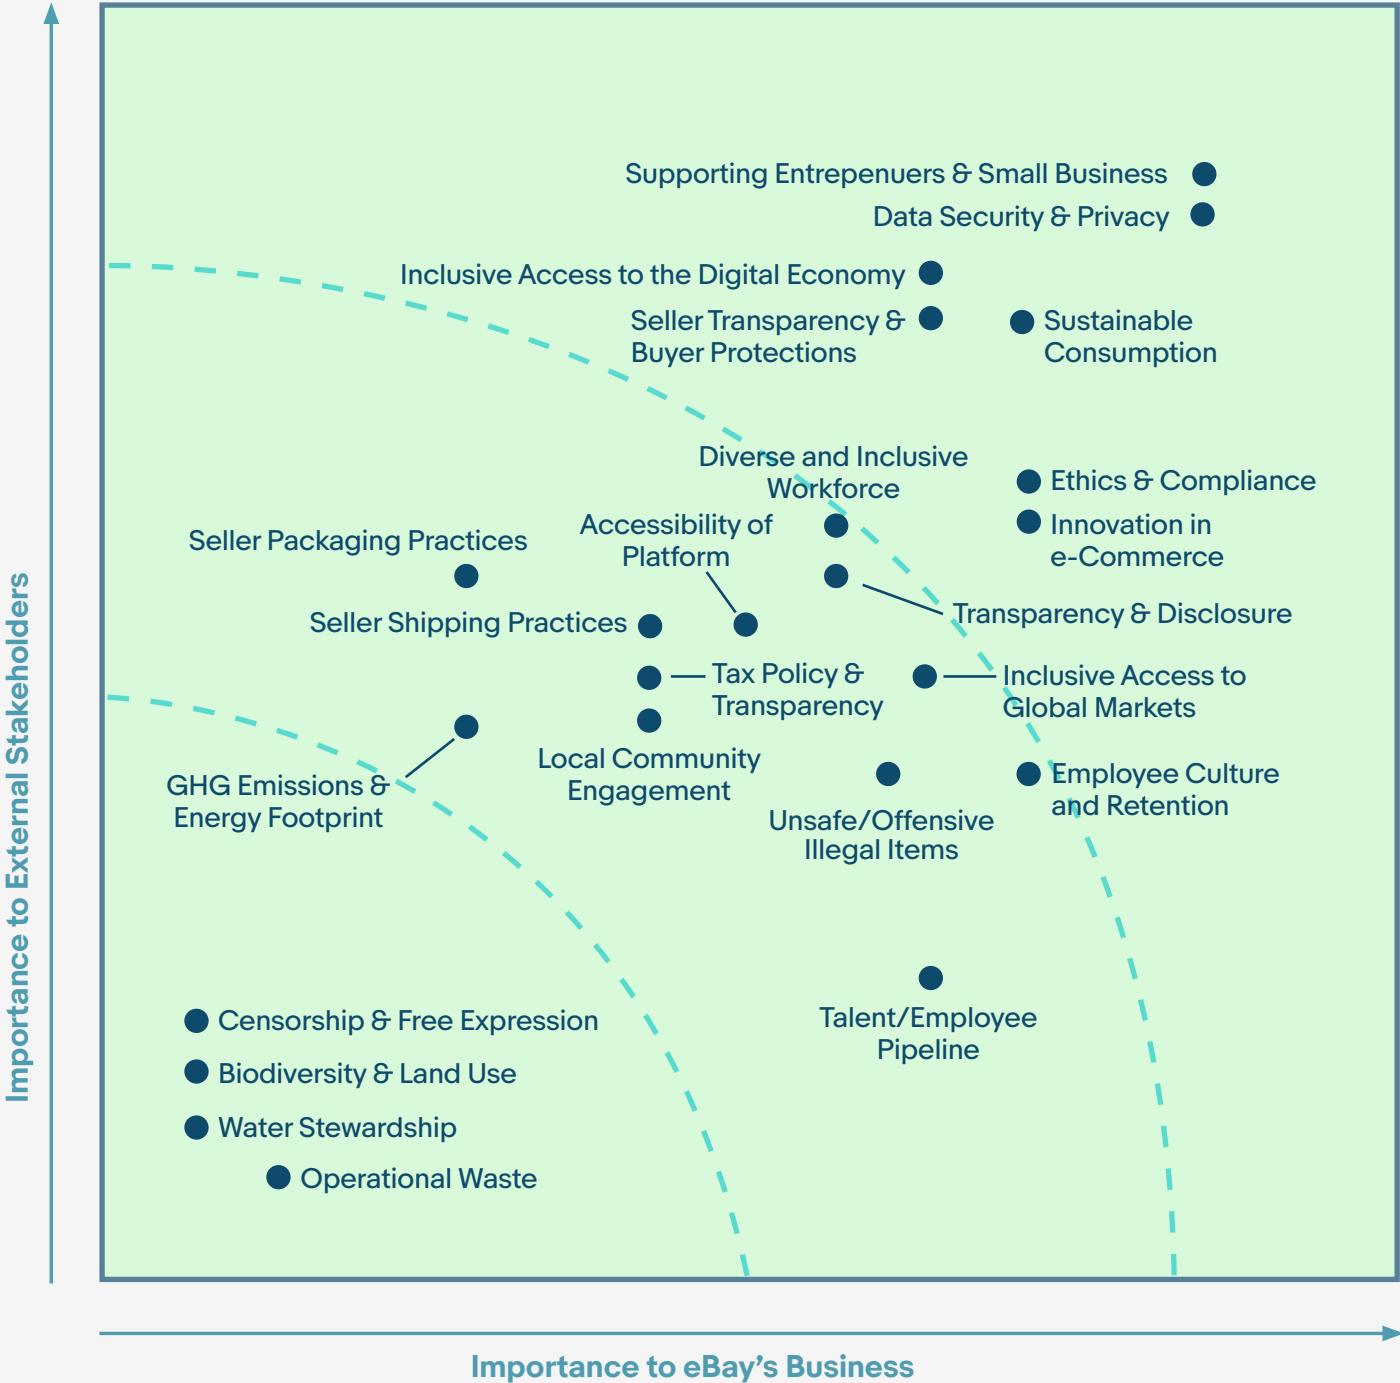 Supporting Entrepenuers & Small Business
Data Security & Privacy
Inclusive Access to the Digital Economy
Seller Transparency &
Buyer Protections
Sustainable
Consumption
Diverse and Inclusive
Workforce
Ethics & Compliance
Innovation in
e-Commerce
Accessibility of
Platform
Seller Packaging Practices
Transparency & Disclosure
Seller Shipping Practices
Tax Policy &
Transparency
Inclusive Access to
Global Markets
Local Community
Engagement
GHG Emissions &
Energy Footprint
Employee Culture
and Retention
Unsafe/Offensive
Illegal Items
Talent/Employee
Pipeline
Censorship & Free Expression
Biodiversity & Land Use
Water Stewardship
Operational Waste
Importance to External Stakeholders
Importance to eBay’s Business